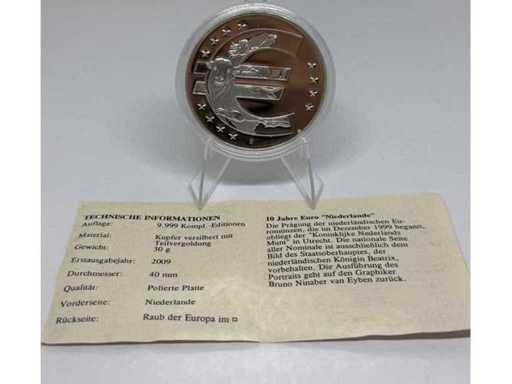 TECHNISCHE INFORMATIONEN
Auflage: 9.999 Kompl.-Editionen
Material: Kupfer versilbert mit
Teilvergoldung
Gewicht: 30 g
Erstausgabejahr: 2009
Durchmesser: 40 mm
Qualität: Polierte Platte
Vorderseite: Niederlande
Rückseite: Raub der Europa im ¤
10 Jahre Euro "Niederlande"
Die Prägung der niederländischen Eu-
romünzen, die im Dezember 1999 begann,
obliegt der "Koninklijke Nederlands
Munt" in Utrecht. Die nationale Seite
aller Nominale ist ausschließlich dem
Bild des Staatsoberhauptes, der
niederländischen Königin Beatrix,
vorbehalten. Die Ausführung des
Portraits geht auf den Graphiker
Bruno Ninaber van Eyben zurück.